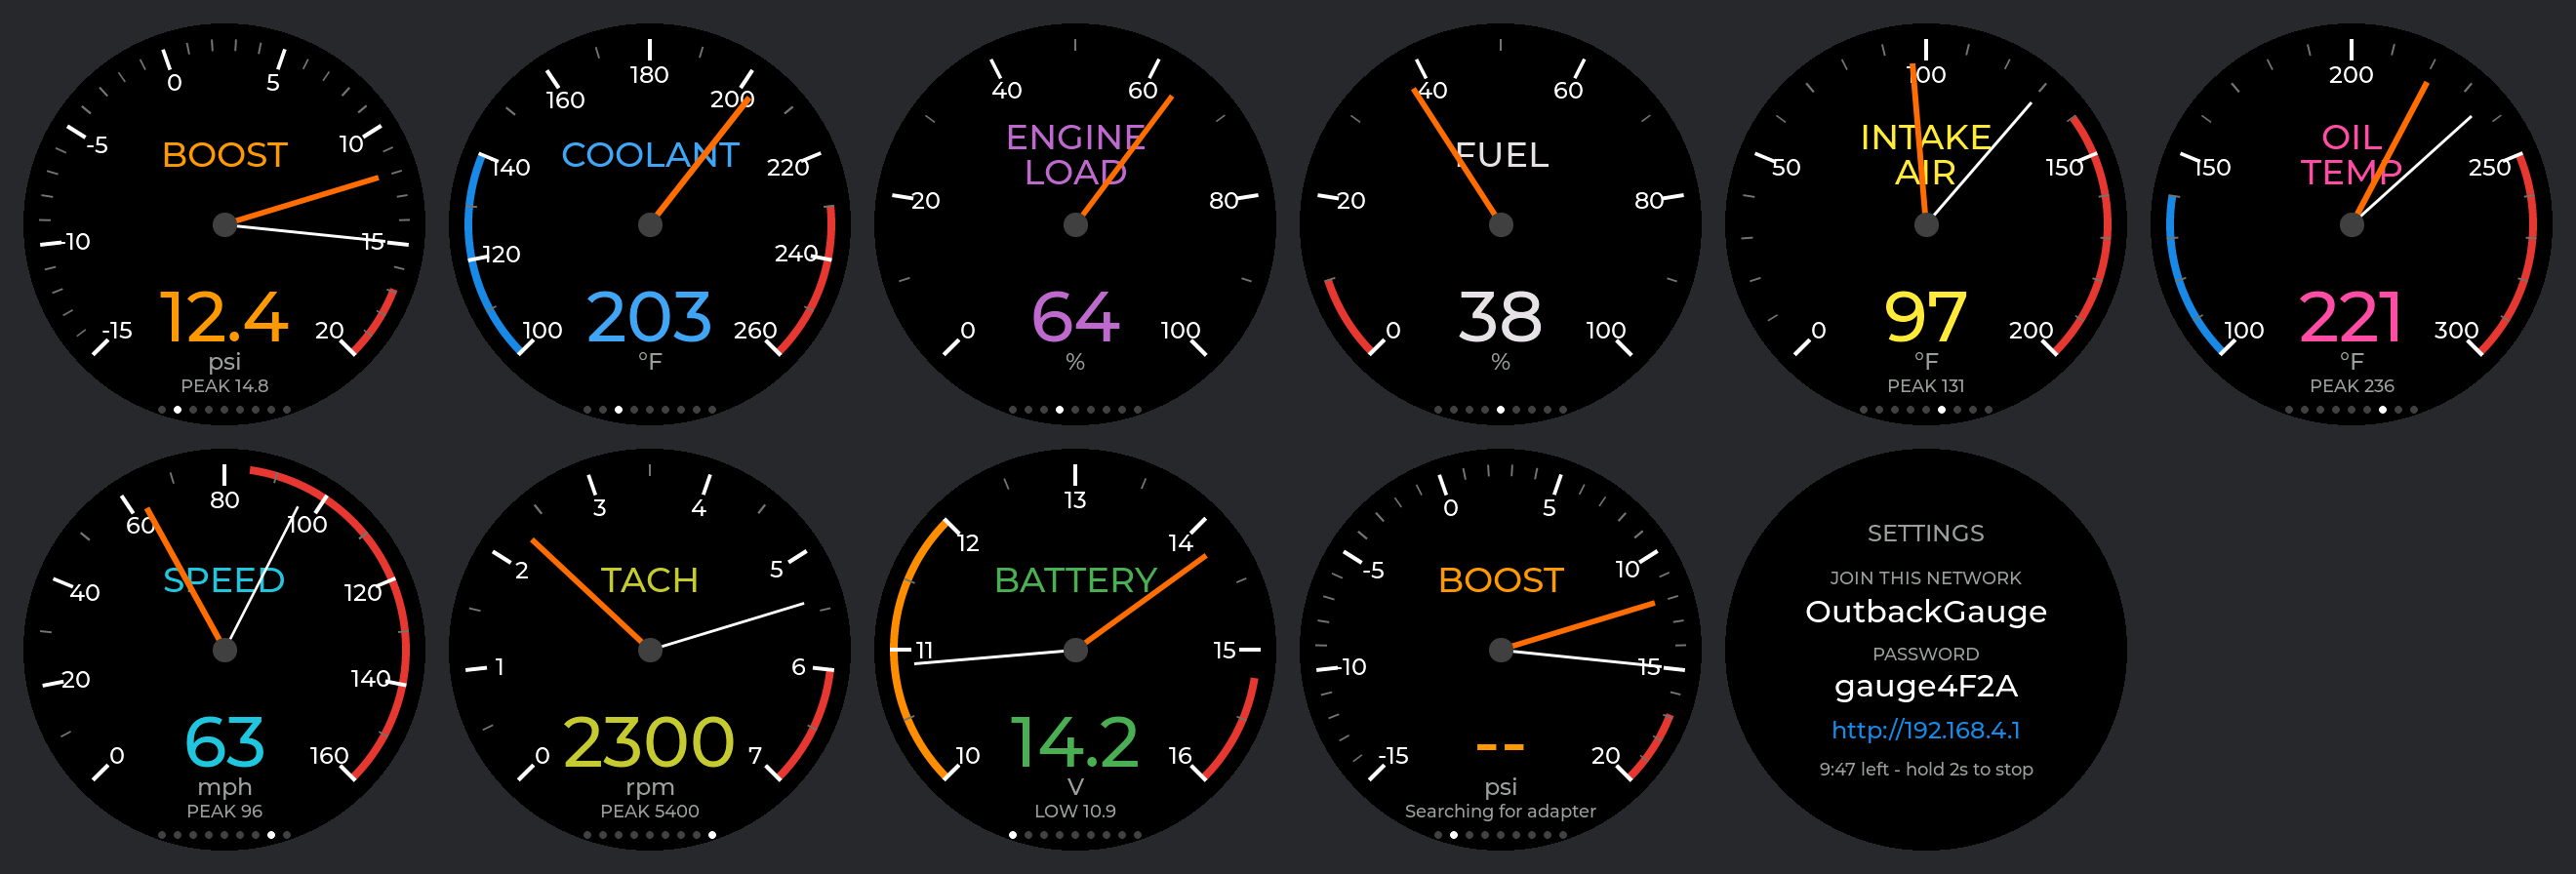 0 5
-5 10
BOOST
-10 15
12.4
-15 20
psi
PEAK 14.8
180
160 200
COOLANT
140 220
120 240
203
100 260
°F
40 60
ENGINE
LOAD
20 80
64
0 100
%
40 60
FUEL
20 80
38
0 100
%
100
INTAKE
AIR
50 150
97
0 200
°F
PEAK 131
200
OIL
TEMP
150 250
221
100 300
°F
PEAK 236
80
60 100
SPEED
40 120
20 140
63
0 160
mph
PEAK 96
3 4
2 5
TACH
1 6
2300
0 7
rpm
PEAK 5400
13
12 14
BATTERY
11 15
14.2
10 16
V
LOW 10.9
0 5
-5 10
BOOST
-10 15
--
-15 20
psi
Searching for adapter
SETTINGS
JOIN THIS NETWORK
OutbackGauge
PASSWORD
gauge4F2A
http://192.168.4.1
9:47 left - hold 2s to stop